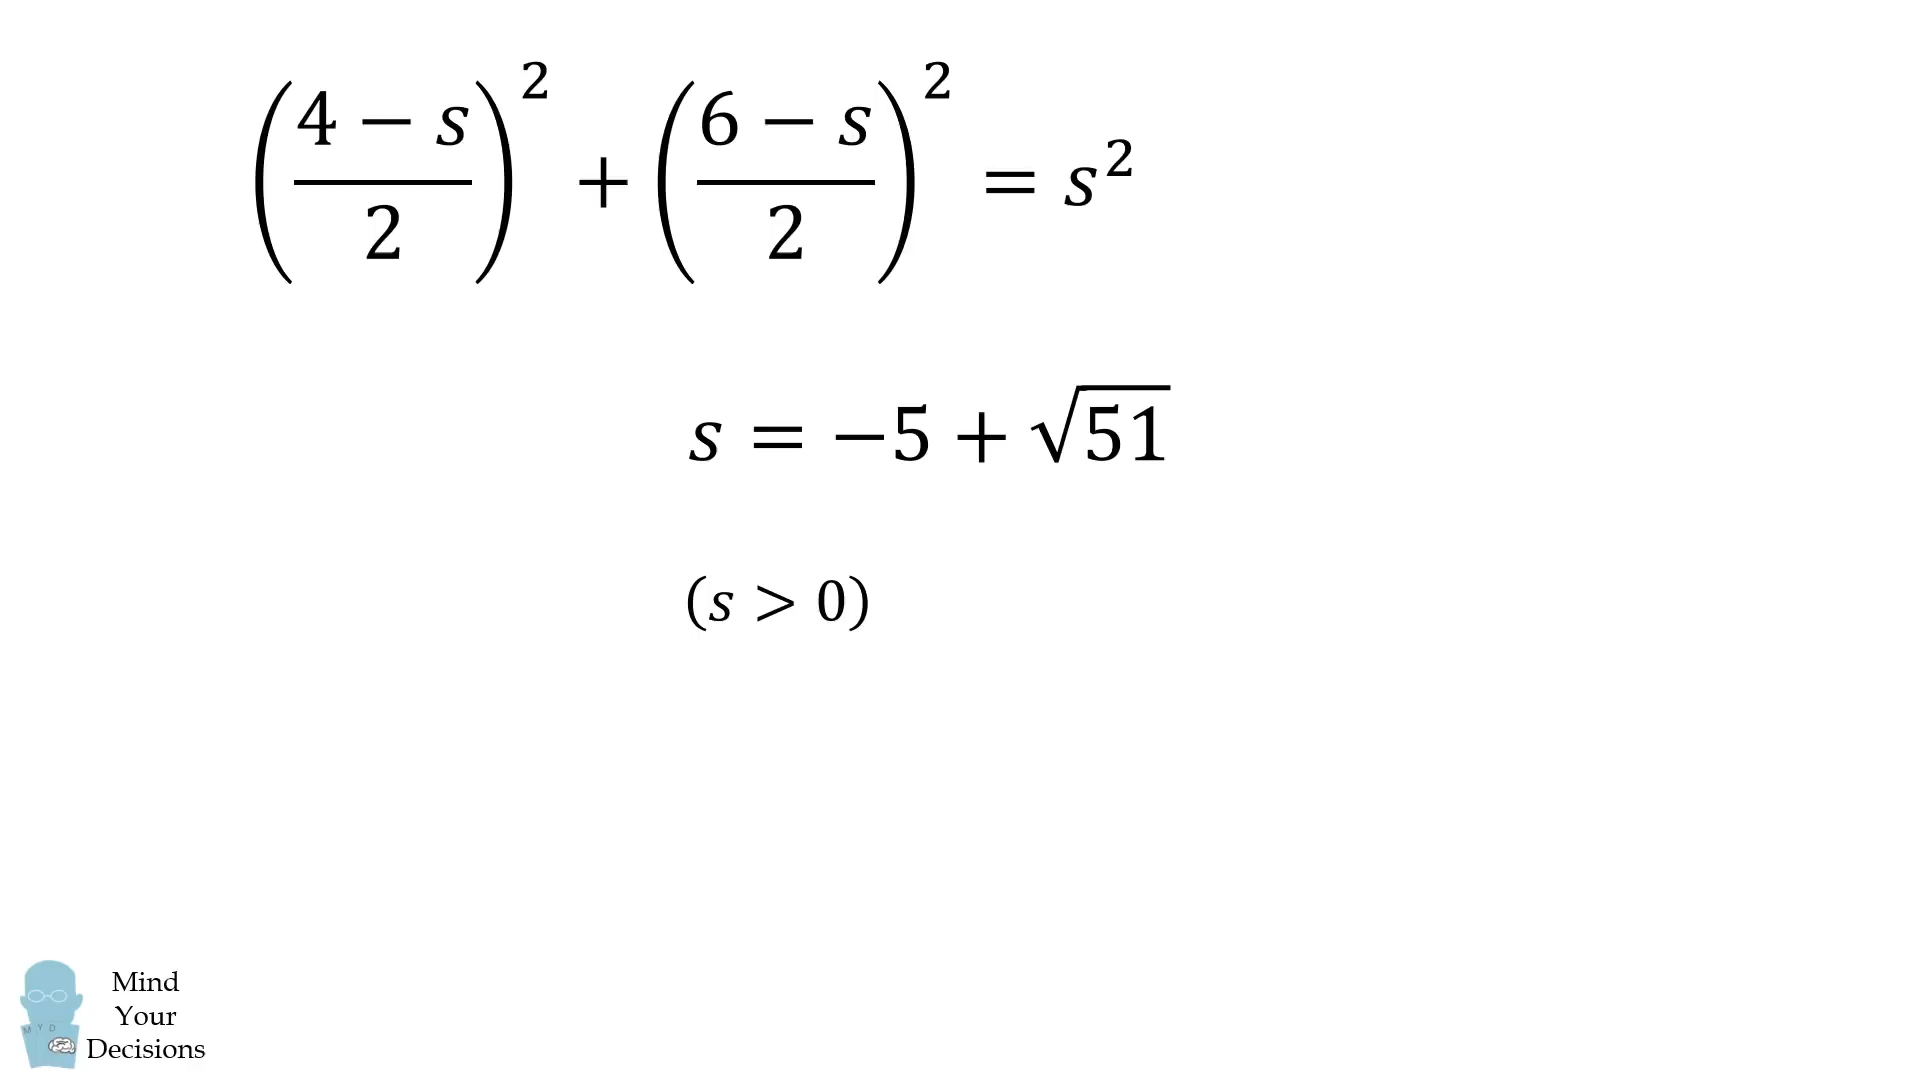 (4 − s / 2)² + (6 − s / 2)² = s²
s = −5 + √51
(s > 0)
M Y D
Mind
Your
Decisions